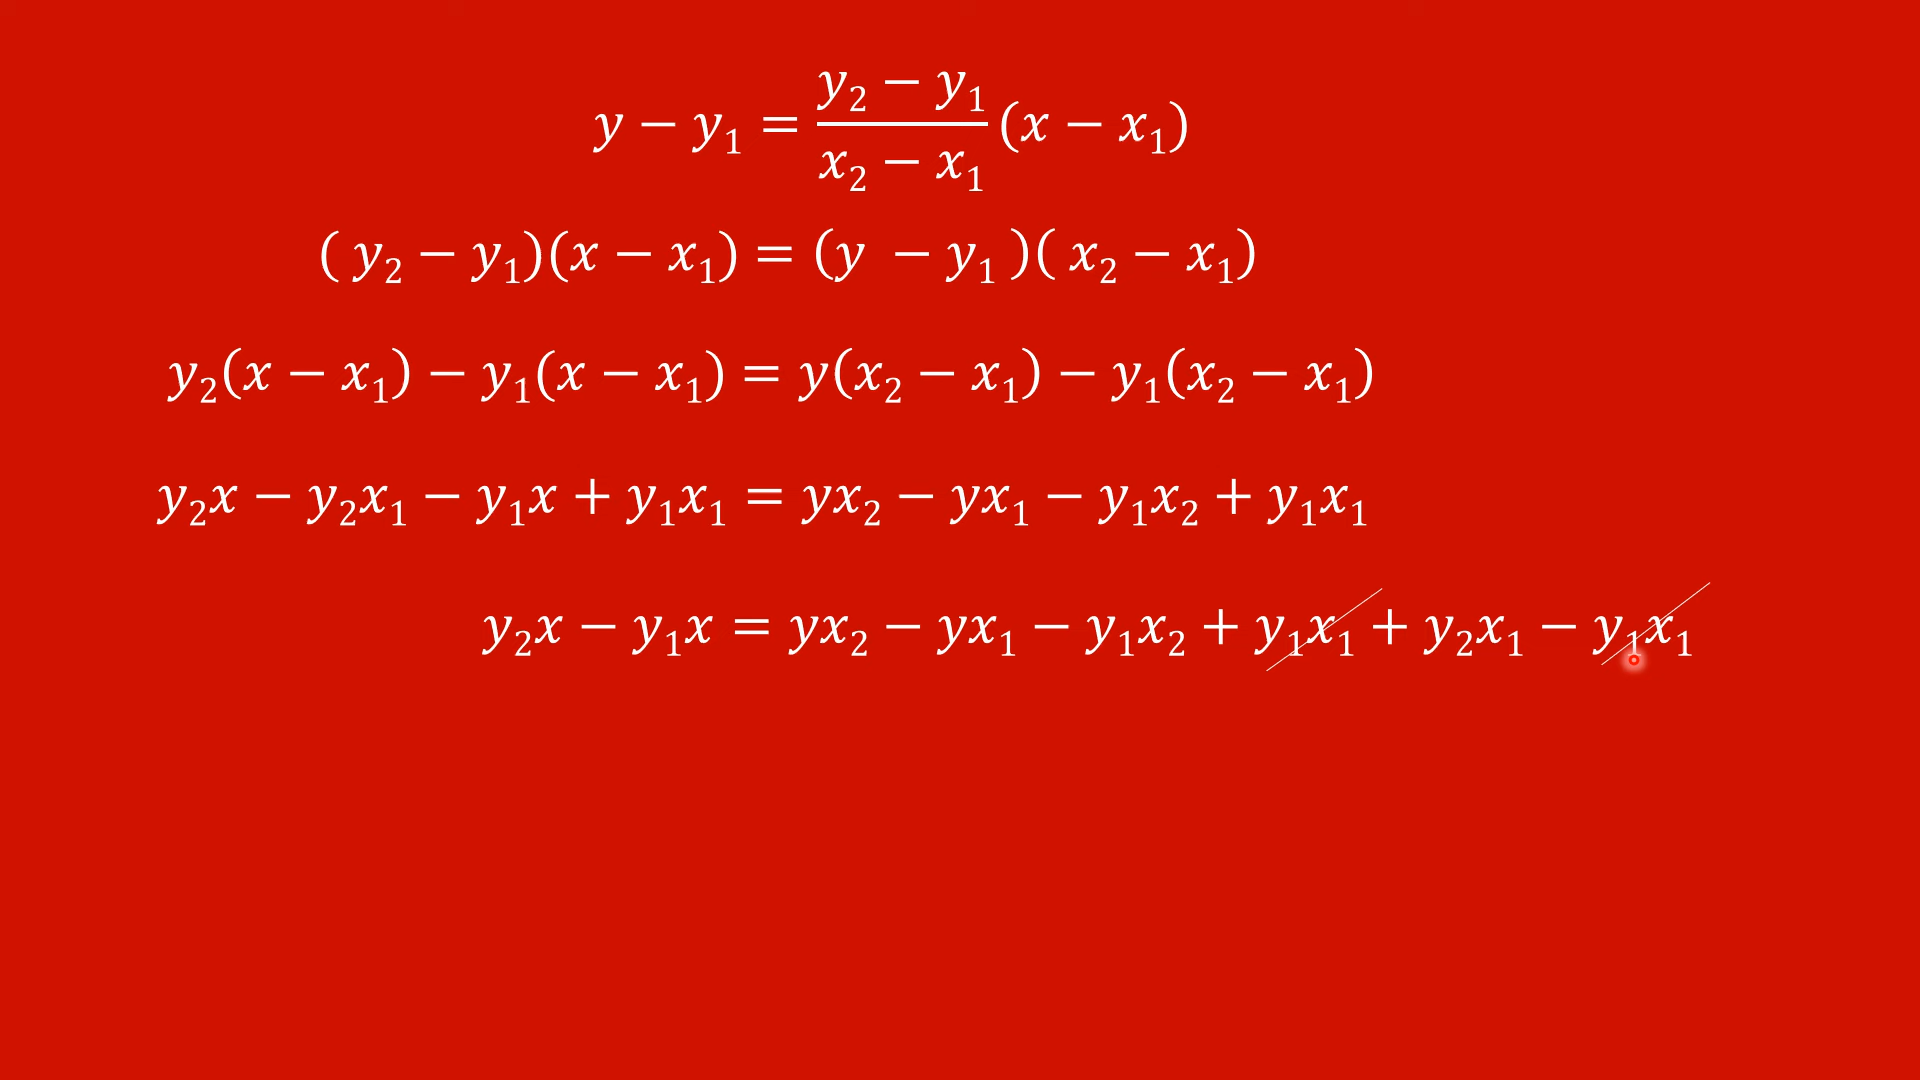 y − y₁ = (y₂ − y₁)/(x₂ − x₁) (x − x₁)
( y₂ − y₁)(x − x₁) = (y − y₁ )( x₂ − x₁)
y₂(x − x₁) − y₁(x − x₁) = y(x₂ − x₁) − y₁(x₂ − x₁)
y₂x − y₂x₁ − y₁x + y₁x₁ = yx₂ − yx₁ − y₁x₂ + y₁x₁
y₂x − y₁x = yx₂ − yx₁ − y₁x₂ + y₁x₁ + y₂x₁ − y₁x₁